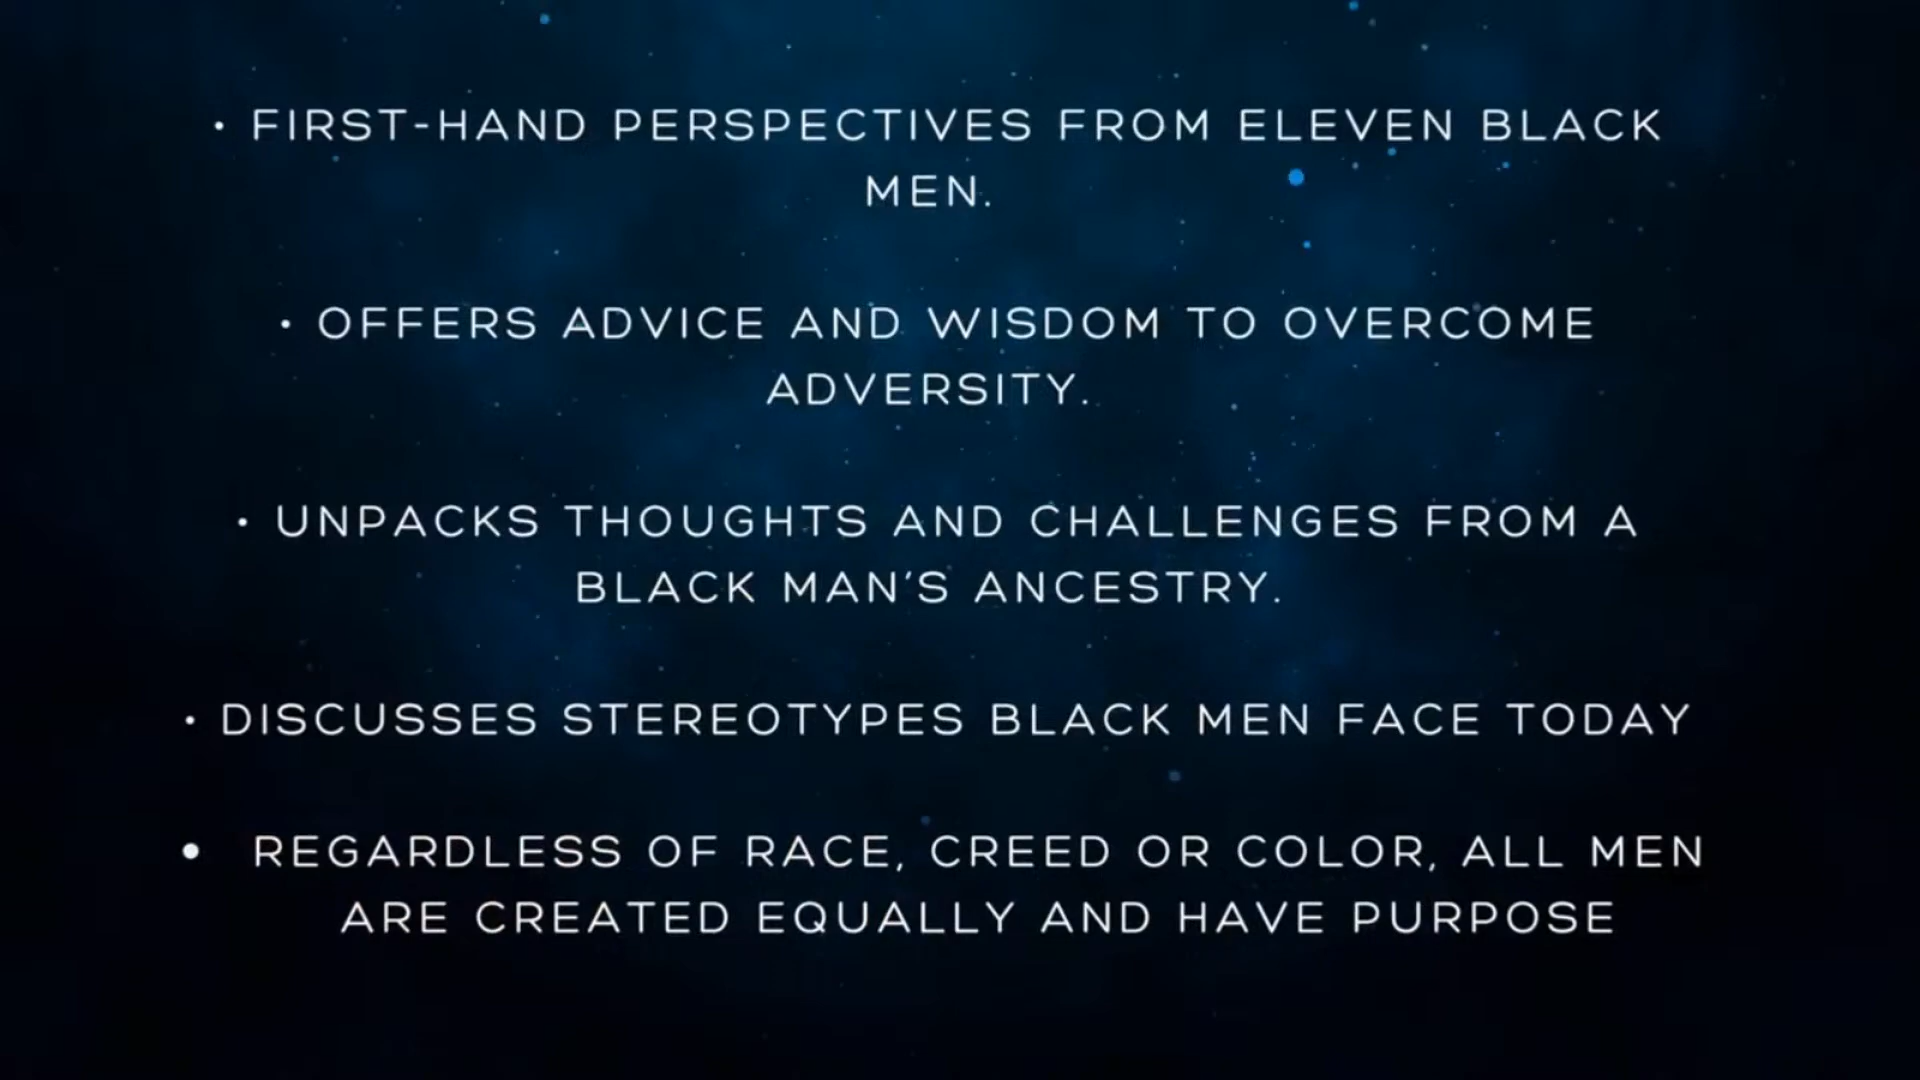 • FIRST-HAND PERSPECTIVES FROM ELEVEN BLACK
MEN.
• OFFERS ADVICE AND WISDOM TO OVERCOME
ADVERSITY.
• UNPACKS THOUGHTS AND CHALLENGES FROM A
BLACK MAN'S ANCESTRY.
• DISCUSSES STEREOTYPES BLACK MEN FACE TODAY
• REGARDLESS OF RACE, CREED OR COLOR, ALL MEN
ARE CREATED EQUALLY AND HAVE PURPOSE